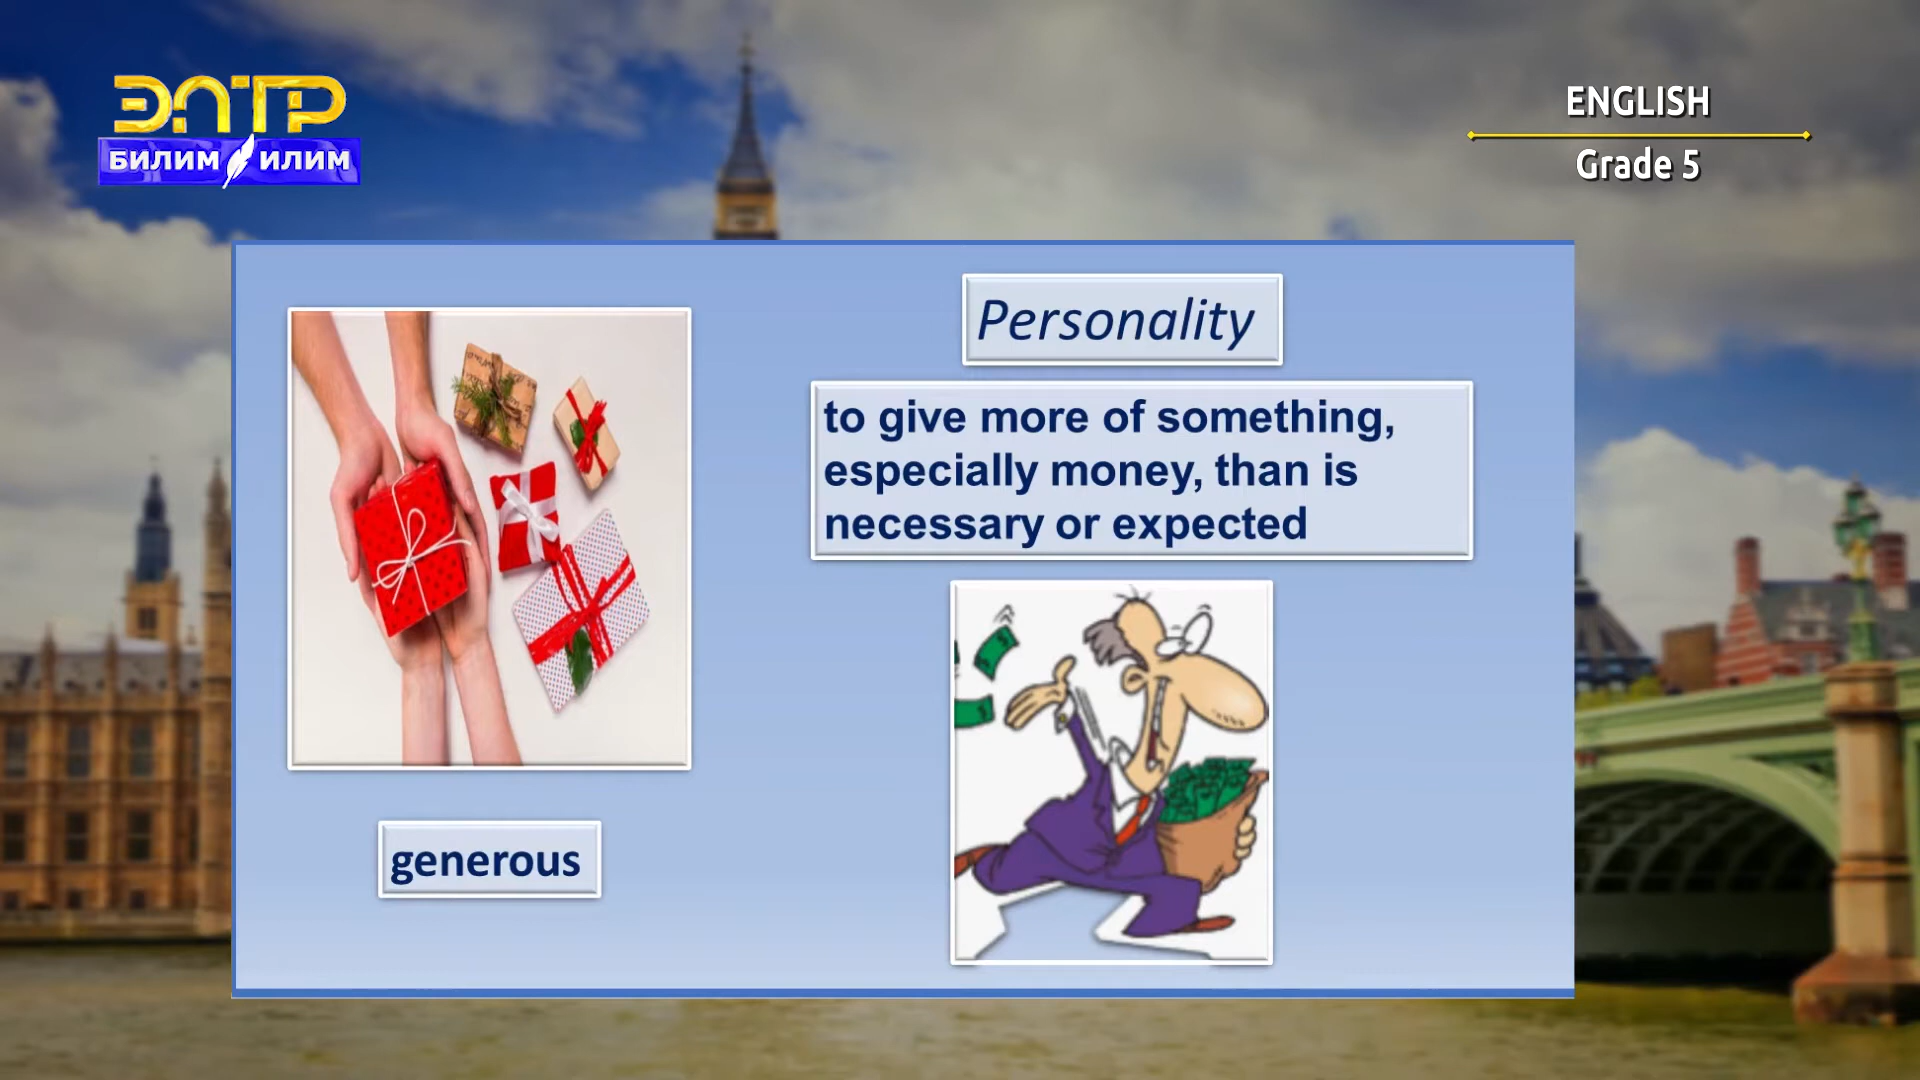 ЭЛТР
БИЛИМ ИЛИМ
ENGLISH
Grade 5
Personality
to give more of something,
especially money, than is
necessary or expected
generous